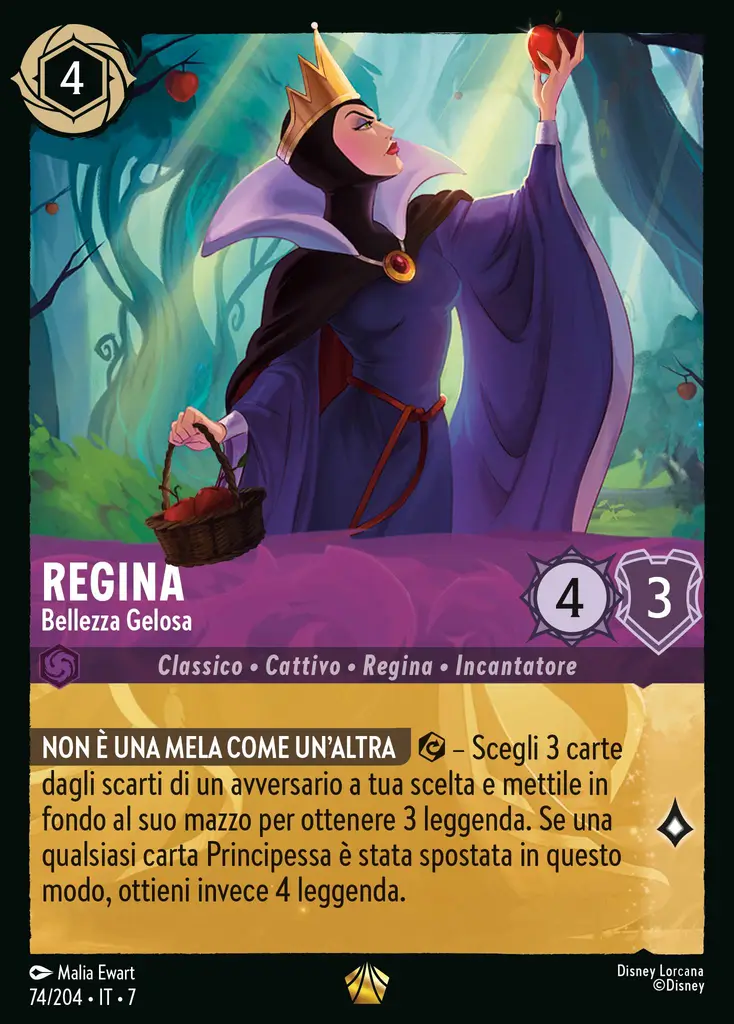 4
REGINA
Bellezza Gelosa
4
3
Classico • Cattivo • Regina • Incantatore
NON È UNA MELA COME UN'ALTRA – Scegli 3 carte
dagli scarti di un avversario a tua scelta e mettile in
fondo al suo mazzo per ottenere 3 leggenda. Se una
qualsiasi carta Principessa è stata spostata in questo
modo, ottieni invece 4 leggenda.
Malia Ewart
74/204 • IT • 7
Disney Lorcana
©Disney